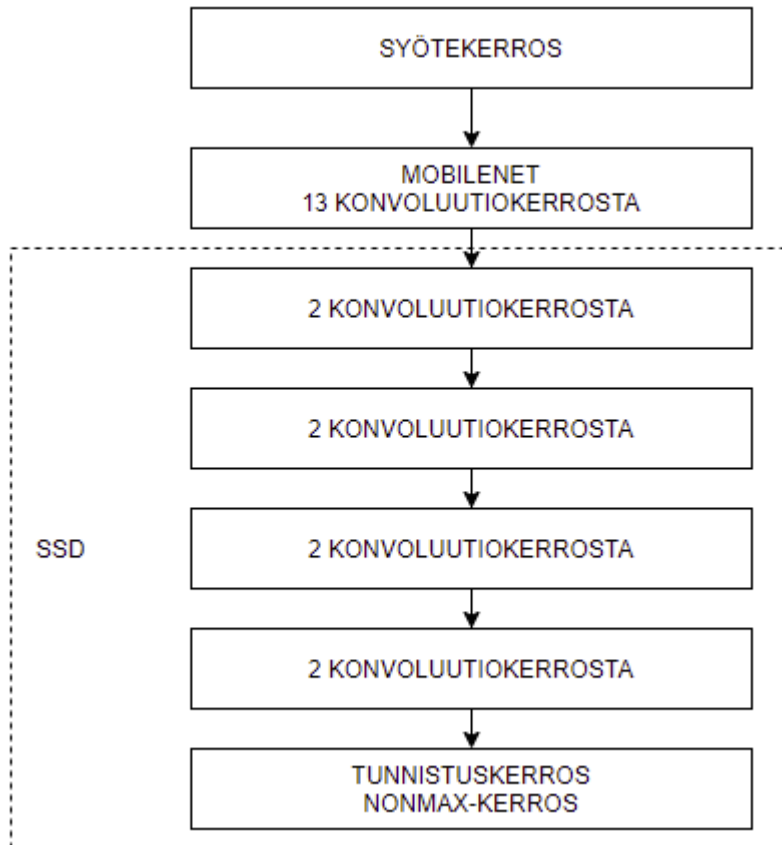 SYÖTEKERROS
MOBILENET
13 KONVOLUUTIOKERROSTA
2 KONVOLUUTIOKERROSTA
2 KONVOLUUTIOKERROSTA
SSD
2 KONVOLUUTIOKERROSTA
2 KONVOLUUTIOKERROSTA
TUNNISTUSKERROS
NONMAX-KERROS